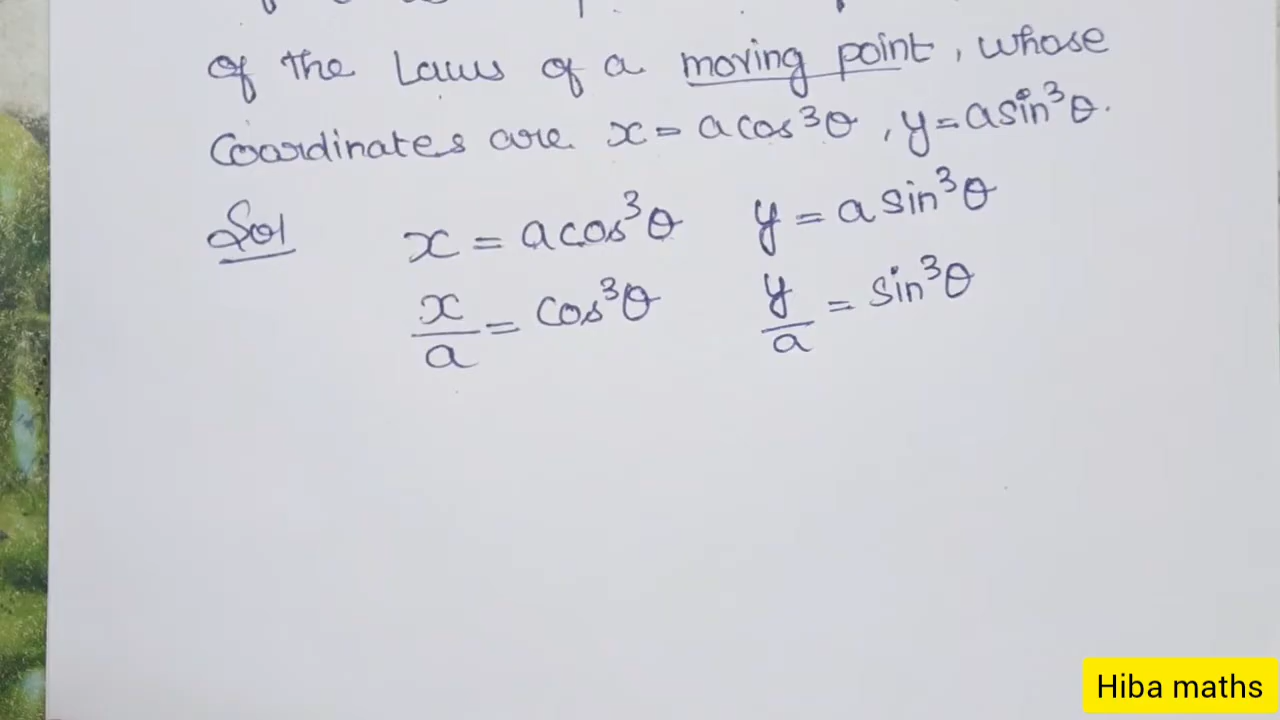 of the Laws of a moving point, whose
Coordinates are x = a cos³θ, y = a sin³θ.
Sol x = a cos³θ y = a sin³θ
x/a = cos³θ y/a = sin³θ
Hiba maths